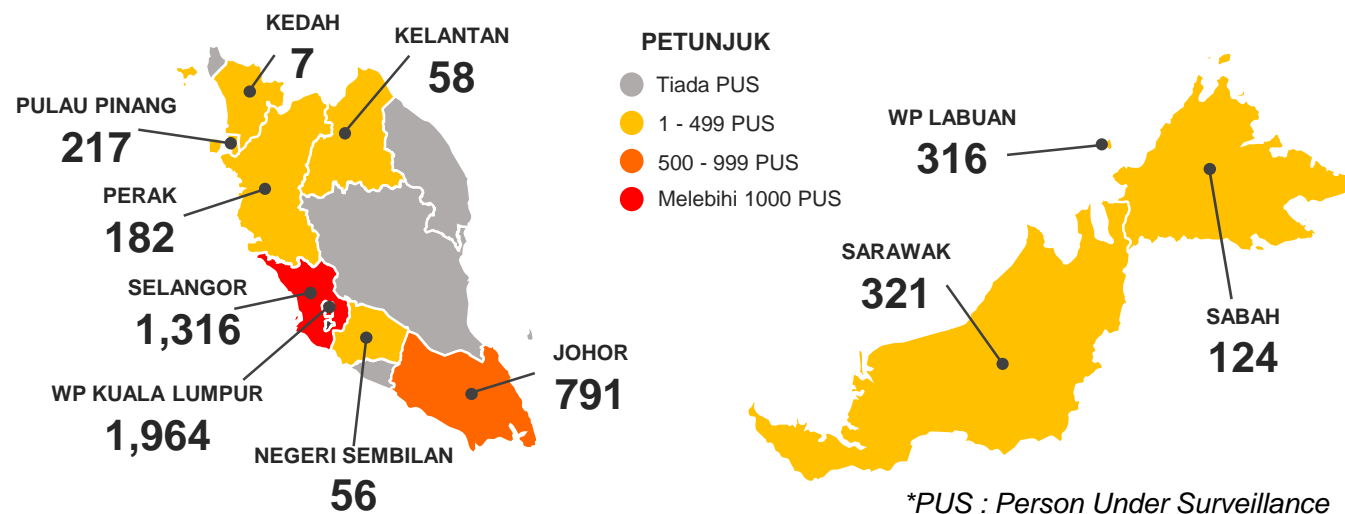 KEDAH
7
KELANTAN
58
PULAU PINANG
217
PERAK
182
SELANGOR
1,316
WP KUALA LUMPUR
1,964
NEGERI SEMBILAN
56
JOHOR
791
PETUNJUK
Tiada PUS
1 - 499 PUS
500 - 999 PUS
Melebihi 1000 PUS
WP LABUAN
316
SARAWAK
321
SABAH
124
*PUS : Person Under Surveillance